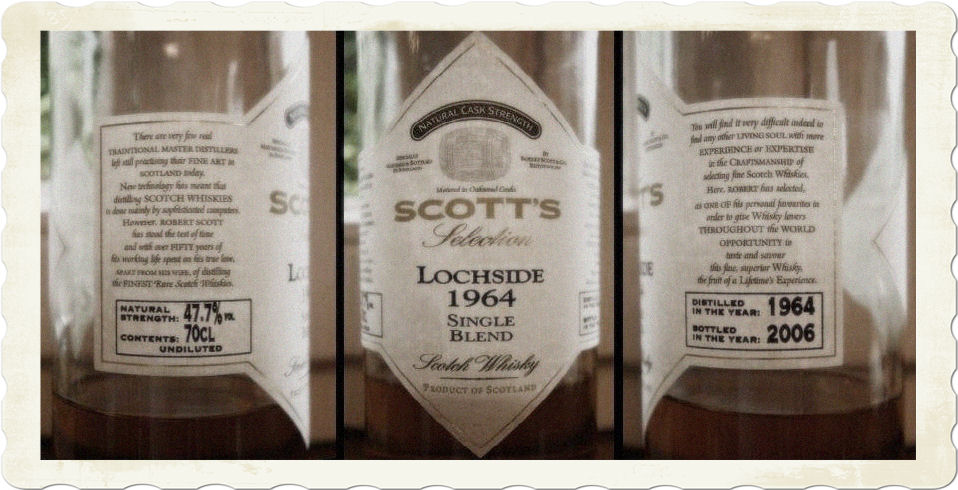 There are very few real
TRADITIONAL MASTER DISTILLERS
left still practising their FINE ART in
SCOTLAND today.
New technology has meant that
distilling SCOTCH WHISKIES
is done mainly by sophisticated computers.
However, ROBERT SCOTT
has stood the test of time
and with over FIFTY years of
his working life spent on his true love,
APART FROM HIS WIFE, of distilling
the FINEST Rare Scotch Whiskies.
NATURAL STRENGTH: 47.7% VOL
CONTENTS: 70CL
UNDILUTED
NATURAL CASK STRENGTH
Matured in Oakwood Casks
SCOTT'S
Selection
LOCHSIDE
1964
SINGLE
BLEND
Scotch Whisky
PRODUCT OF SCOTLAND
You will find it very difficult indeed to
find any other LIVING SOUL with more
EXPERIENCE or EXPERTISE
in the CRAFTSMANSHIP of
selecting fine Scotch Whiskies.
Here, ROBERT has selected,
as ONE OF his personal favourites in
order to give Whisky lovers
THROUGHOUT the WORLD
OPPORTUNITY to
taste and savour
this fine, superior Whisky,
the fruit of a Lifetime's Experience.
DISTILLED IN THE YEAR: 1964
BOTTLED IN THE YEAR: 2006